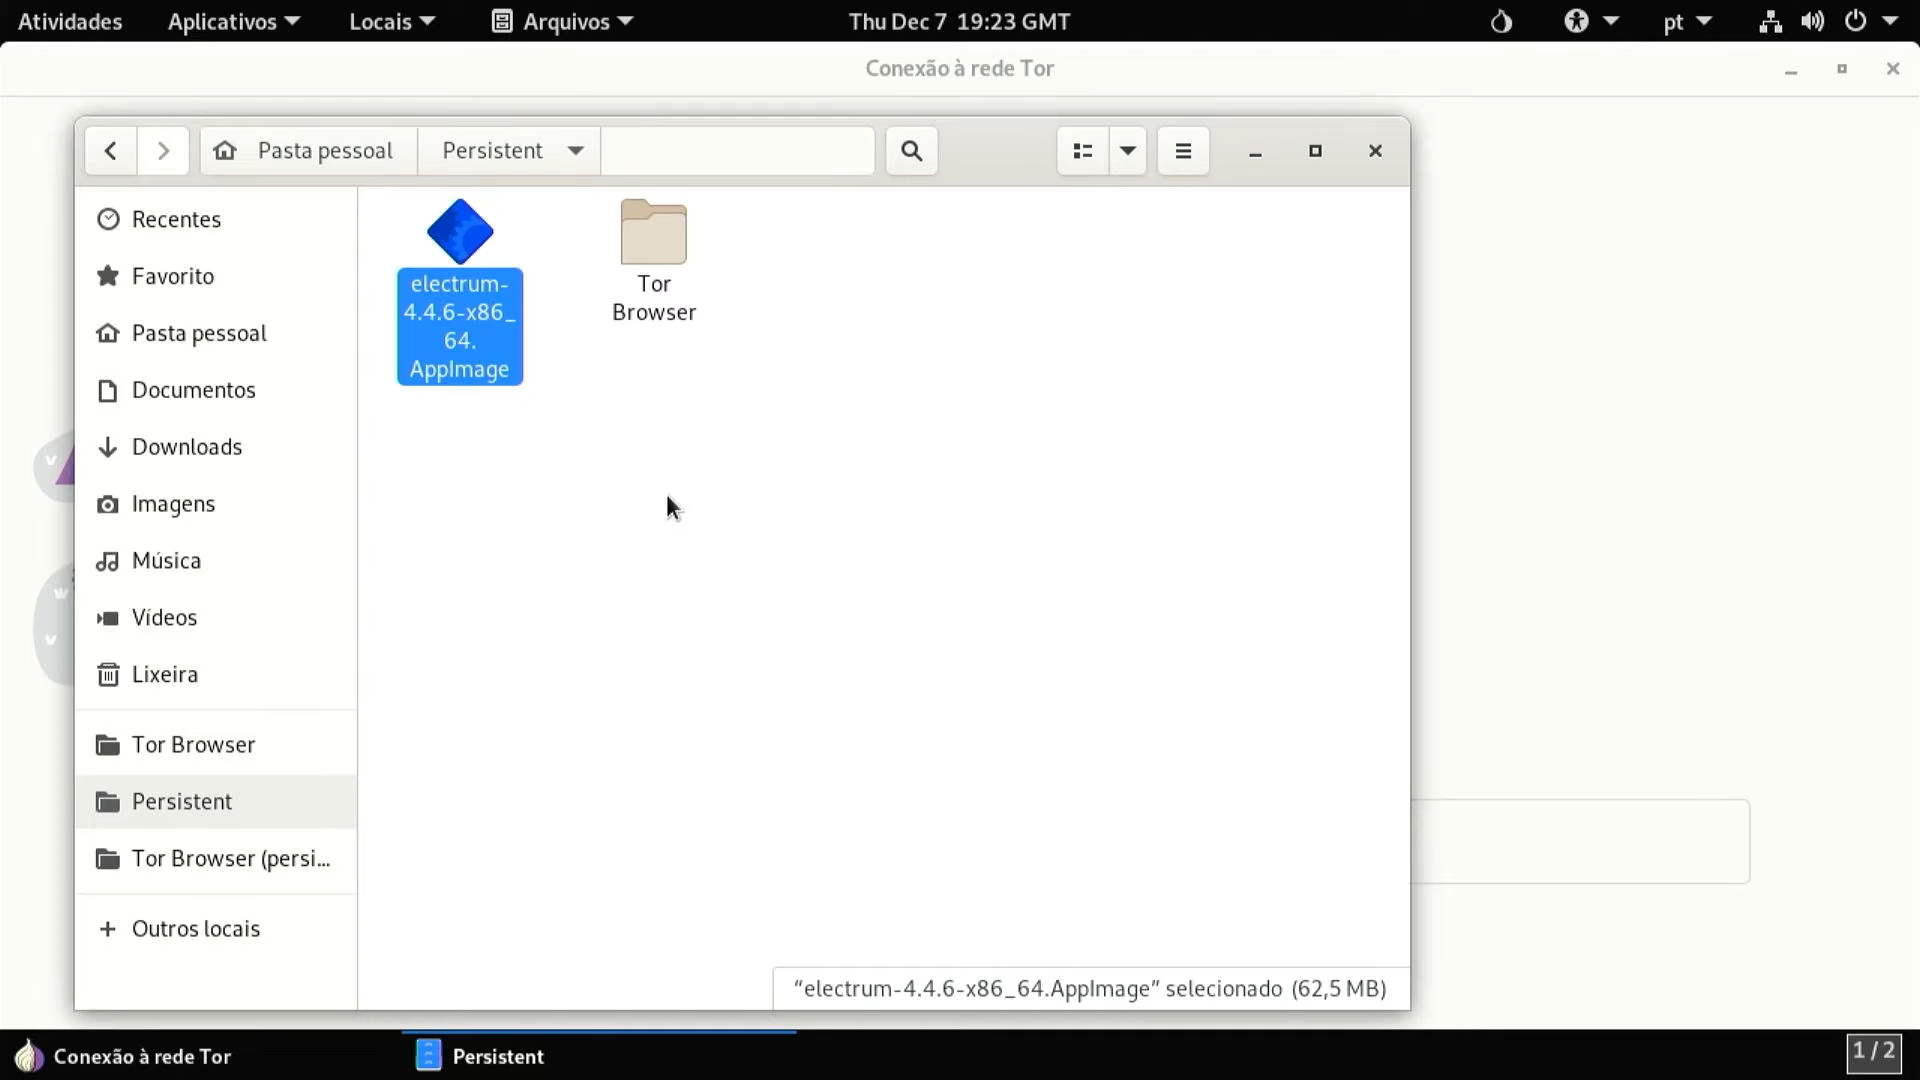 Atividades Aplicativos Locais Arquivos Thu Dec 7 19:23 GMT pt
Conexão à rede Tor
Pasta pessoal Persistent
Recentes
Favorito
Pasta pessoal
Documentos
Downloads
Imagens
Música
Vídeos
Lixeira
Tor Browser
Persistent
Tor Browser (persi...
Outros locais
electrum-
4.4.6-x86_
64.
AppImage
Tor
Browser
“electrum-4.4.6-x86_64.AppImage” selecionado (62,5 MB)
Conexão à rede Tor Persistent 1 / 2